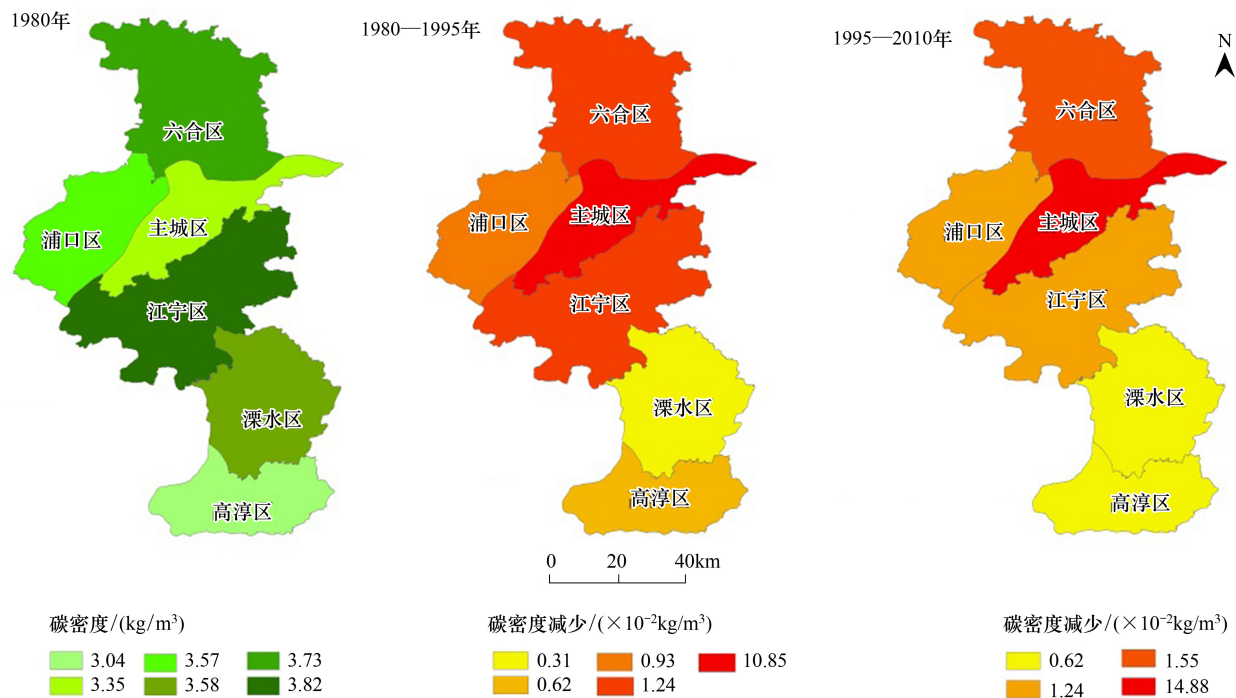 1980年
1980—1995年
1995—2010年
N
六合区
浦口区
主城区
江宁区
溧水区
高淳区
六合区
浦口区
主城区
江宁区
溧水区
高淳区
六合区
浦口区
主城区
江宁区
溧水区
高淳区
0 20 40km
碳密度/(kg/m³)
3.04 3.57 3.73
3.35 3.58 3.82
碳密度减少/(×10⁻²kg/m³)
0.31 0.93 10.85
0.62 1.24
碳密度减少/(×10⁻²kg/m³)
0.62 1.55
1.24 14.88